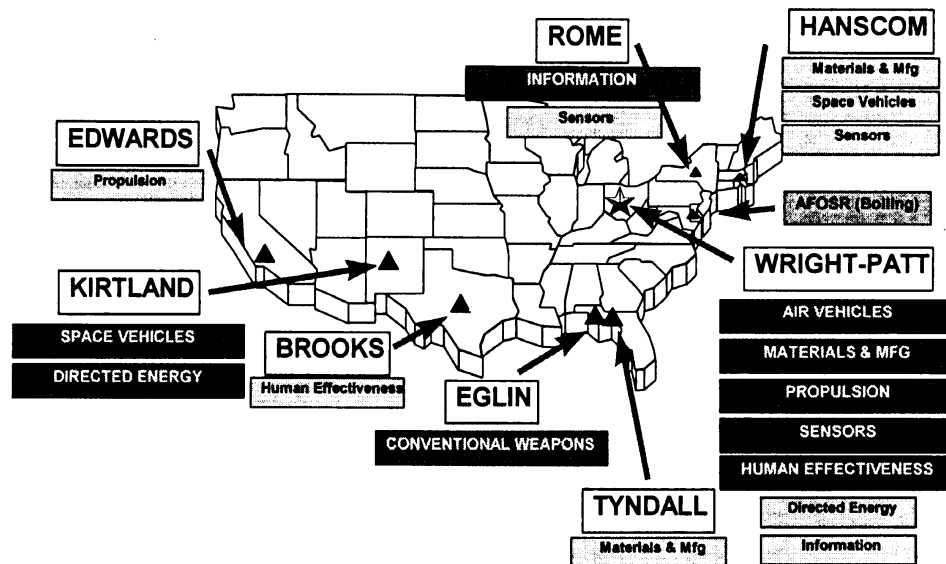 ROME
INFORMATION
Sensors
HANSCOM
Materials & Mfg
Space Vehicles
Sensors
EDWARDS
Propulsion
AFOSR (Bolling)
KIRTLAND
SPACE VEHICLES
DIRECTED ENERGY
BROOKS
Human Effectiveness
EGLIN
CONVENTIONAL WEAPONS
TYNDALL
Materials & Mfg
WRIGHT-PATT
AIR VEHICLES
MATERIALS & MFG
PROPULSION
SENSORS
HUMAN EFFECTIVENESS
Directed Energy
Information